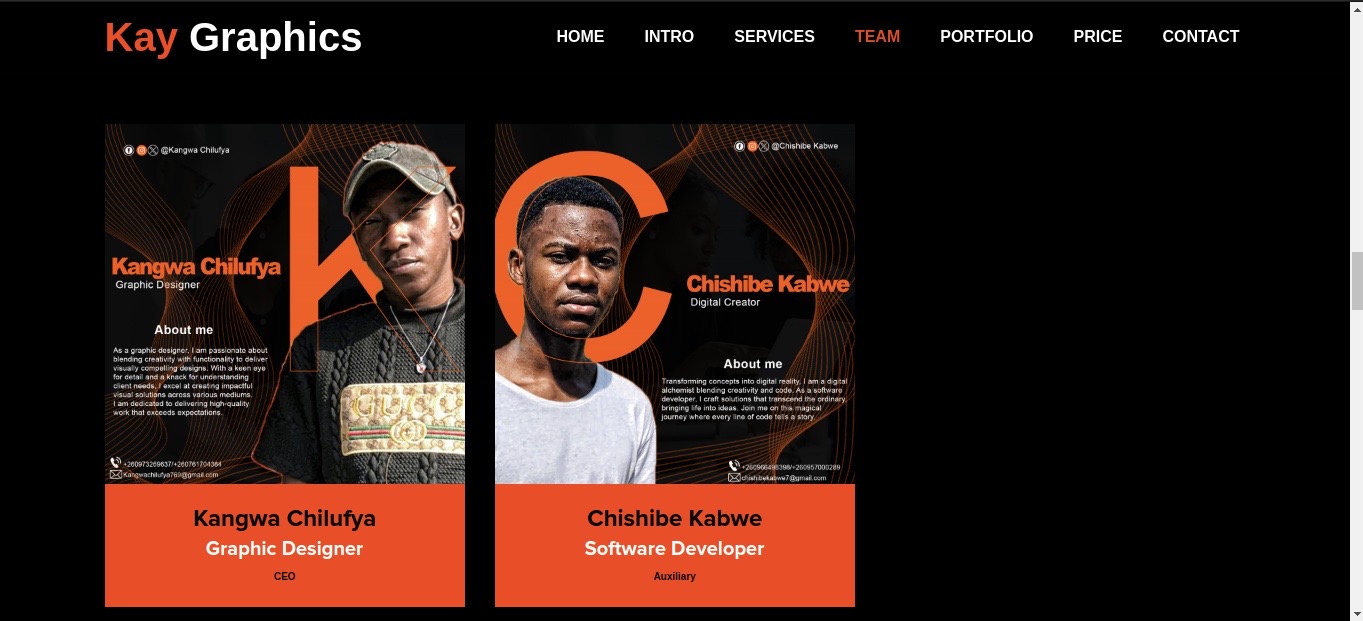 Kay Graphics
HOME INTRO SERVICES TEAM PORTFOLIO PRICE CONTACT
@Kangwa Chilufya
K
Kangwa Chilufya
Graphic Designer
About me
As a graphic designer, I am passionate about
blending creativity with functionality to deliver
visually compelling designs. With a keen eye
for detail and a knack for understanding
client needs, I excel at creating impactful
visual solutions across various mediums.
I am dedicated to delivering high-quality
work that exceeds expectations.
GUCCI
+260973269637/+260761704384
Kangwachilufya769@gmail.com
Kangwa Chilufya
Graphic Designer
CEO
@Chishibe Kabwe
C
Chishibe Kabwe
Digital Creator
About me
Transforming concepts into digital reality, I am a digital
alchemist blending creativity and code. As a software
developer, I craft solutions that transcend the ordinary,
bringing life into ideas. Join me on this magical
journey where every line of code tells a story.
+260966498398/+260957000289
chishibekabwe7@gmail.com
Chishibe Kabwe
Software Developer
Auxiliary